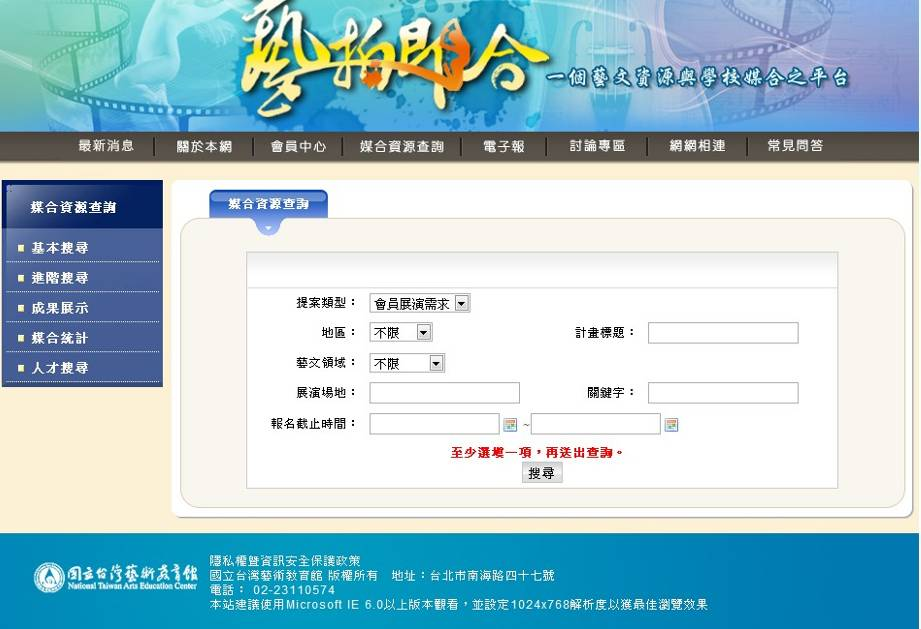 藝拍即合
一個藝文資源與學校媒合之平台
最新消息 關於本網 會員中心 媒合資源查詢 電子報 討論專區 網網相連 常見問答
媒合資源查詢
基本搜尋
進階搜尋
成果展示
媒合統計
人才搜尋
媒合資源查詢
提案類型： 會員展演需求
地區： 不限 計畫標題：
藝文領域： 不限
展演場地： 關鍵字：
報名截止時間： ~
至少選填一項，再送出查詢。
搜尋
國立台灣藝術教育館
National Taiwan Arts Education Center
隱私權暨資訊安全保護政策
國立台灣藝術教育館 版權所有 地址：台北市南海路四十七號
電話： 02-23110574
本站建議使用Microsoft IE 6.0以上版本觀看，並設定1024x768解析度以獲最佳瀏覽效果